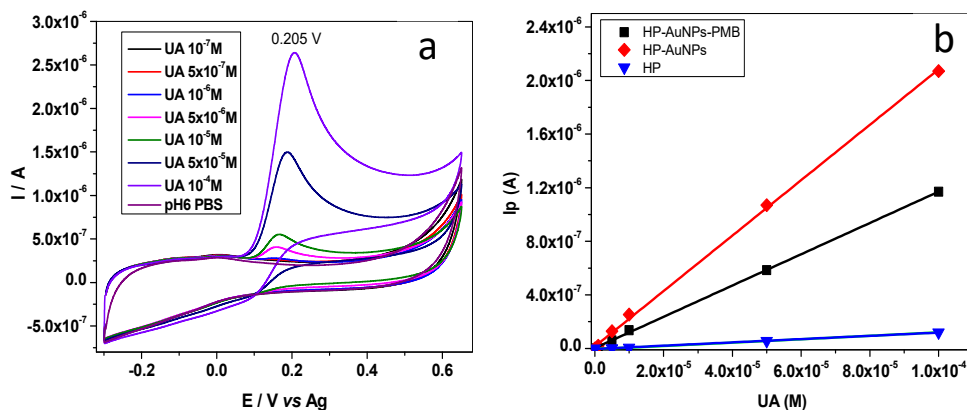 a
0.205 V
UA 10⁻⁷M
UA 5x10⁻⁷M
UA 10⁻⁶M
UA 5x10⁻⁶M
UA 10⁻⁵M
UA 5x10⁻⁵M
UA 10⁻⁴M
pH6 PBS
I / A
3.0x10⁻⁶
2.5x10⁻⁶
2.0x10⁻⁶
1.5x10⁻⁶
1.0x10⁻⁶
5.0x10⁻⁷
0.0
-5.0x10⁻⁷
-0.2
0.0
0.2
0.4
0.6
E / V vs Ag
b
HP-AuNPs-PMB
HP-AuNPs
HP
Ip (A)
2.4x10⁻⁶
2.0x10⁻⁶
1.6x10⁻⁶
1.2x10⁻⁶
8.0x10⁻⁷
4.0x10⁻⁷
0.0
0.0
2.0x10⁻⁵
4.0x10⁻⁵
6.0x10⁻⁵
8.0x10⁻⁵
1.0x10⁻⁴
UA (M)